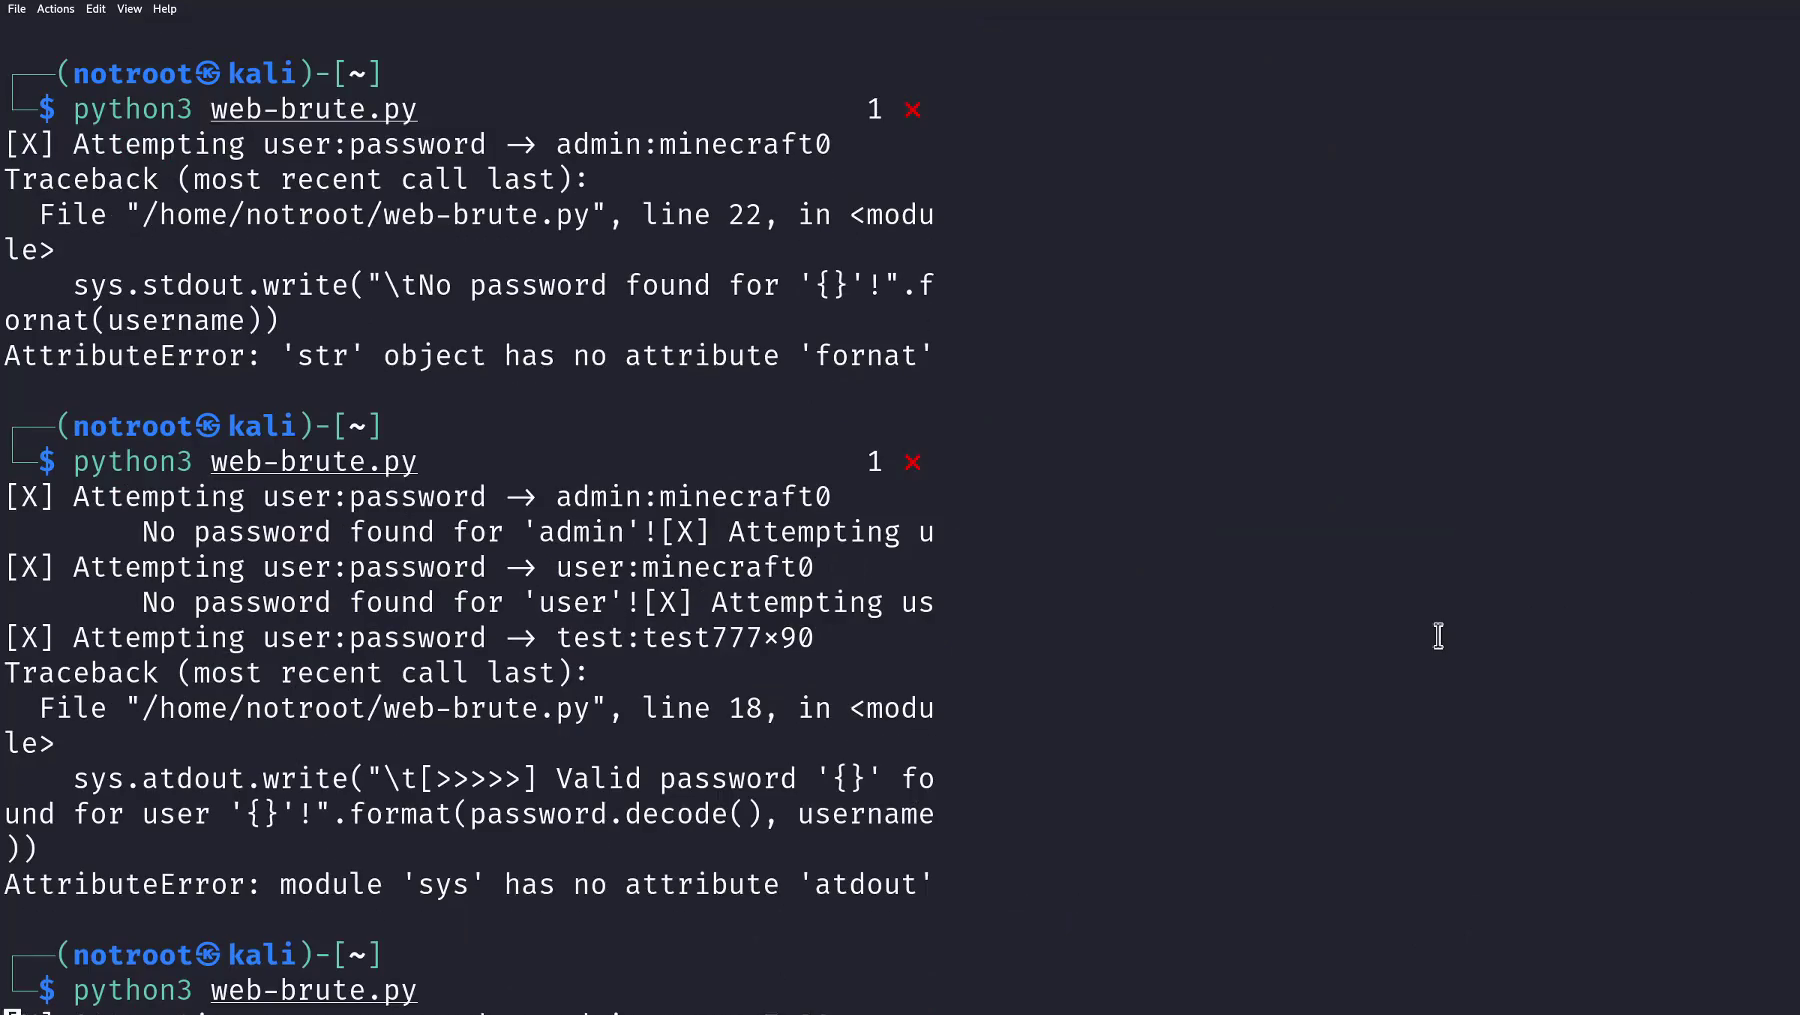 File Actions Edit View Help
(notroot㉿kali)-[~]
$ python3 web-brute.py 1 ✗
[X] Attempting user:password → admin:minecraft0
Traceback (most recent call last):
File "/home/notroot/web-brute.py", line 22, in <modu
le>
sys.stdout.write("\tNo password found for '{}'!".f
ornat(username))
AttributeError: 'str' object has no attribute 'fornat'
(notroot㉿kali)-[~]
$ python3 web-brute.py 1 ✗
[X] Attempting user:password → admin:minecraft0
No password found for 'admin'![X] Attempting u
[X] Attempting user:password → user:minecraft0
No password found for 'user'![X] Attempting us
[X] Attempting user:password → test:test777×90
Traceback (most recent call last):
File "/home/notroot/web-brute.py", line 18, in <modu
le>
sys.atdout.write("\t[>>>>>] Valid password '{}' fo
und for user '{}'!".format(password.decode(), username
))
AttributeError: module 'sys' has no attribute 'atdout'
(notroot㉿kali)-[~]
$ python3 web-brute.py